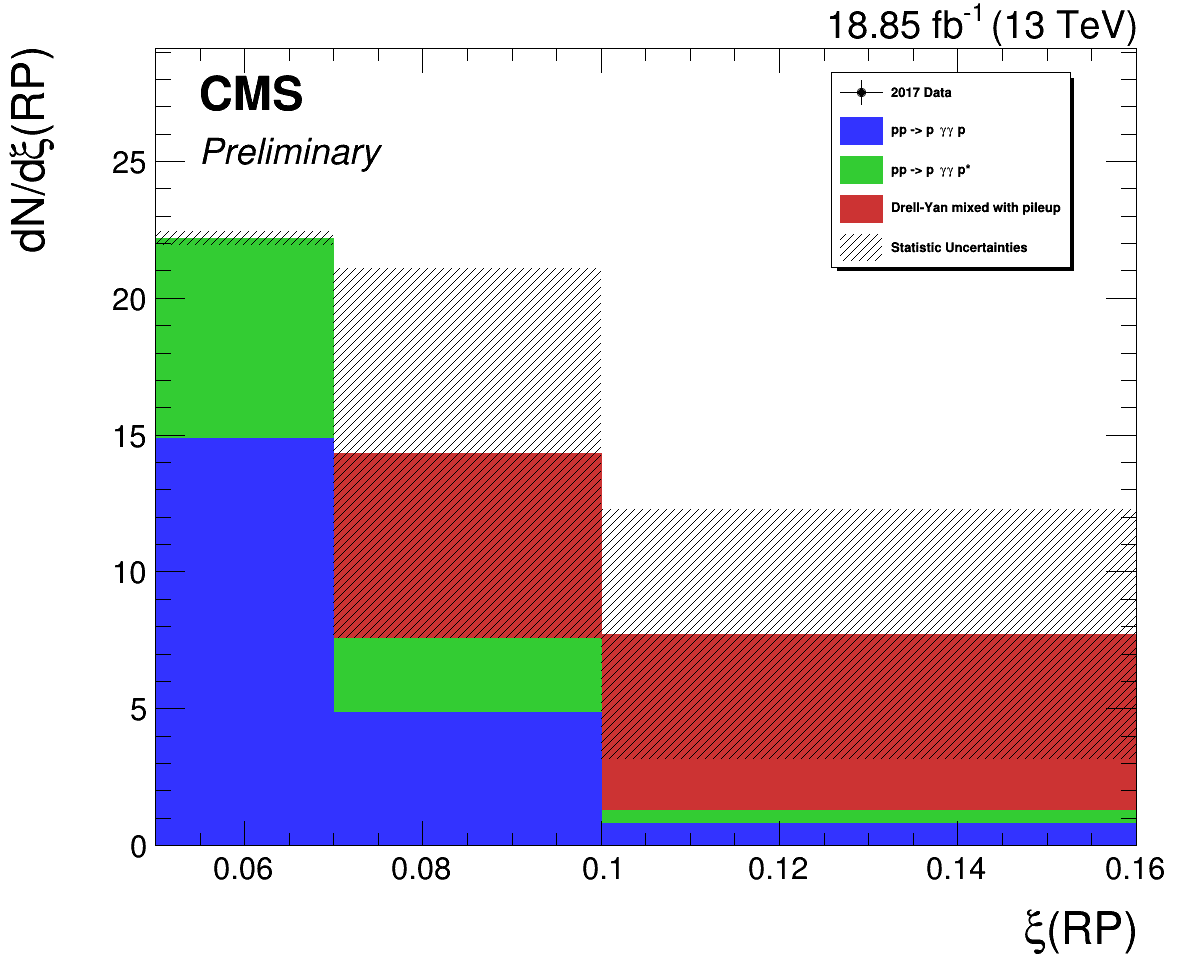 18.85 fb-1 (13 TeV)
dN/dξ(RP)
CMS
Preliminary
2017 Data
pp -> p γγ p
pp -> p γγ p*
Drell-Yan mixed with pileup
Statistic Uncertainties
25
20
15
10
5
0
0.06 0.08 0.1 0.12 0.14 0.16
ξ(RP)